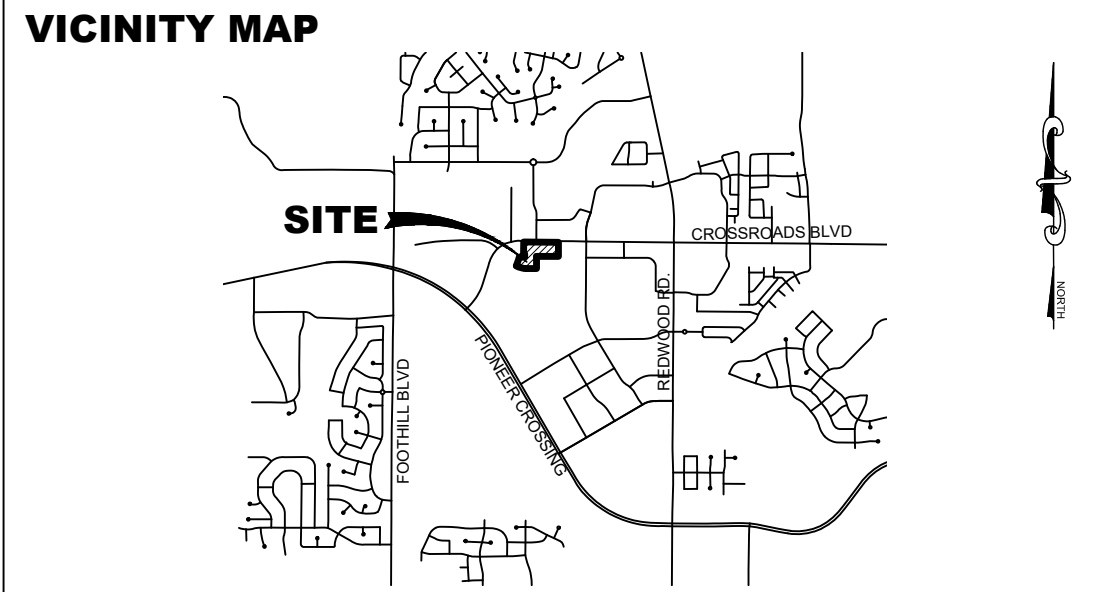 VICINITY MAP
SITE
CROSSROADS BLVD
REDWOOD RD.
PIONEER CROSSING
FOOTHILL BLVD
NORTH